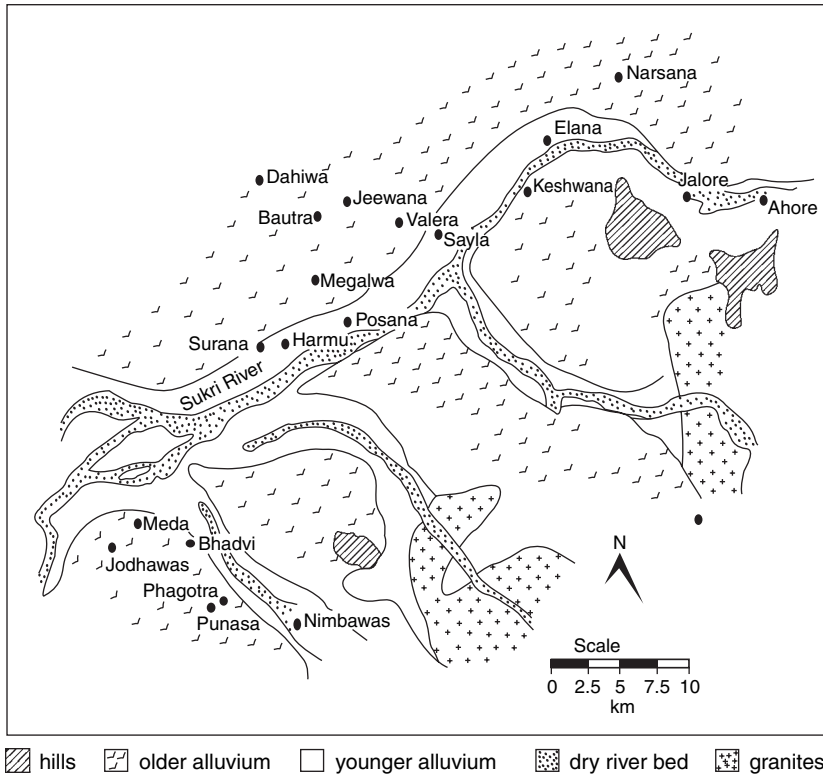 Narsana
Elana
Dahiwa
Keshwana
Jalore
Jeewana
Ahore
Bautra
Valera
Sayla
Megalwa
Posana
Surana
Harmu
Sukri River
Meda
Bhadvi
Jodhawas
N
Phagotra
Punasa
Nimbawas
Scale
0 2.5 5 7.5 10
km
hills older alluvium younger alluvium dry river bed granites